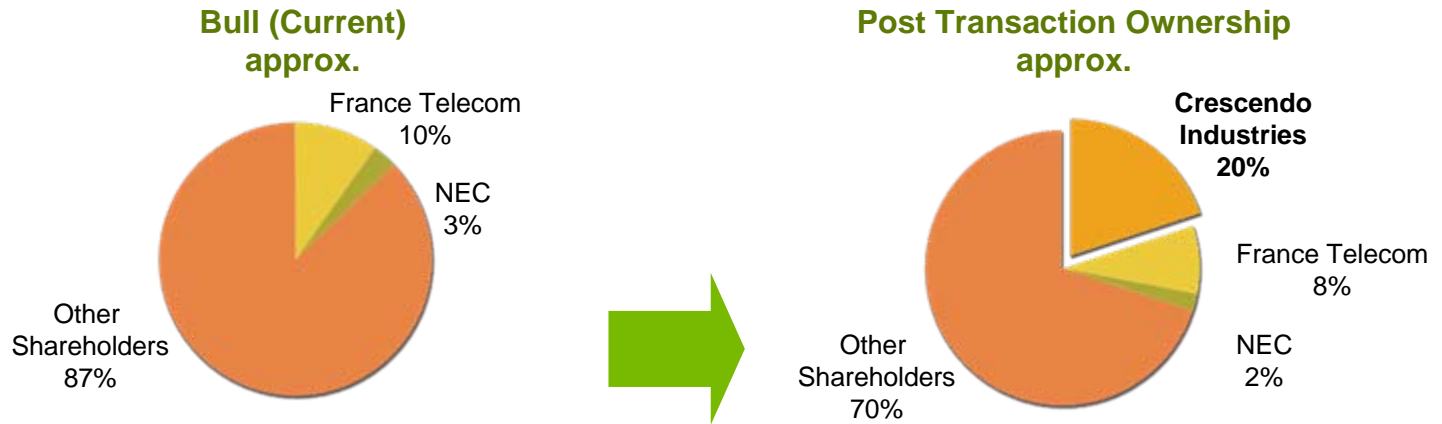 Bull (Current)
approx.
France Telecom
10%
NEC
3%
Other
Shareholders
87%
Post Transaction Ownership
approx.
Crescendo
Industries
20%
France Telecom
8%
NEC
2%
Other
Shareholders
70%